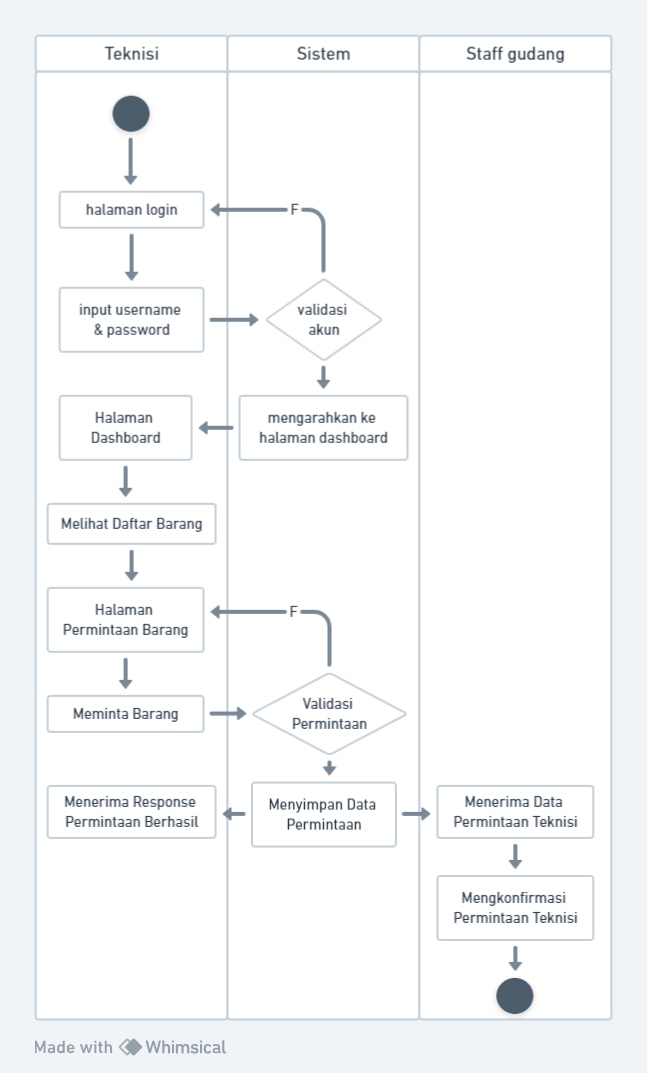 Teknisi
Sistem
Staff gudang
halaman login
F
input username
& password
validasi
akun
Halaman
Dashboard
mengarahkan ke
halaman dashboard
Melihat Daftar Barang
Halaman
Permintaan Barang
F
Meminta Barang
Validasi
Permintaan
Menerima Response
Permintaan Berhasil
Menyimpan Data
Permintaan
Menerima Data
Permintaan Teknisi
Mengkonfirmasi
Permintaan Teknisi
Made with Whimsical